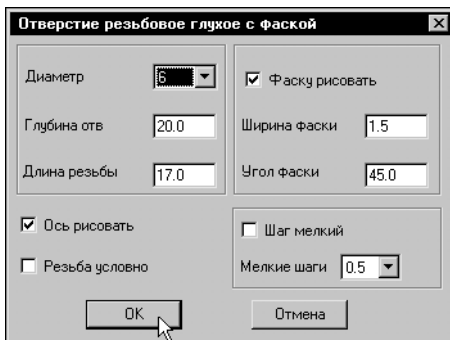 Отверстие резьбовое глухое с фаской
Диаметр 6
Глубина отв 20.0
Длина резьбы 17.0
Фаску рисовать
Ширина фаски 1.5
Угол фаски 45.0
Ось рисовать
Резьба условно
Шаг мелкий
Мелкие шаги 0.5
OK Отмена